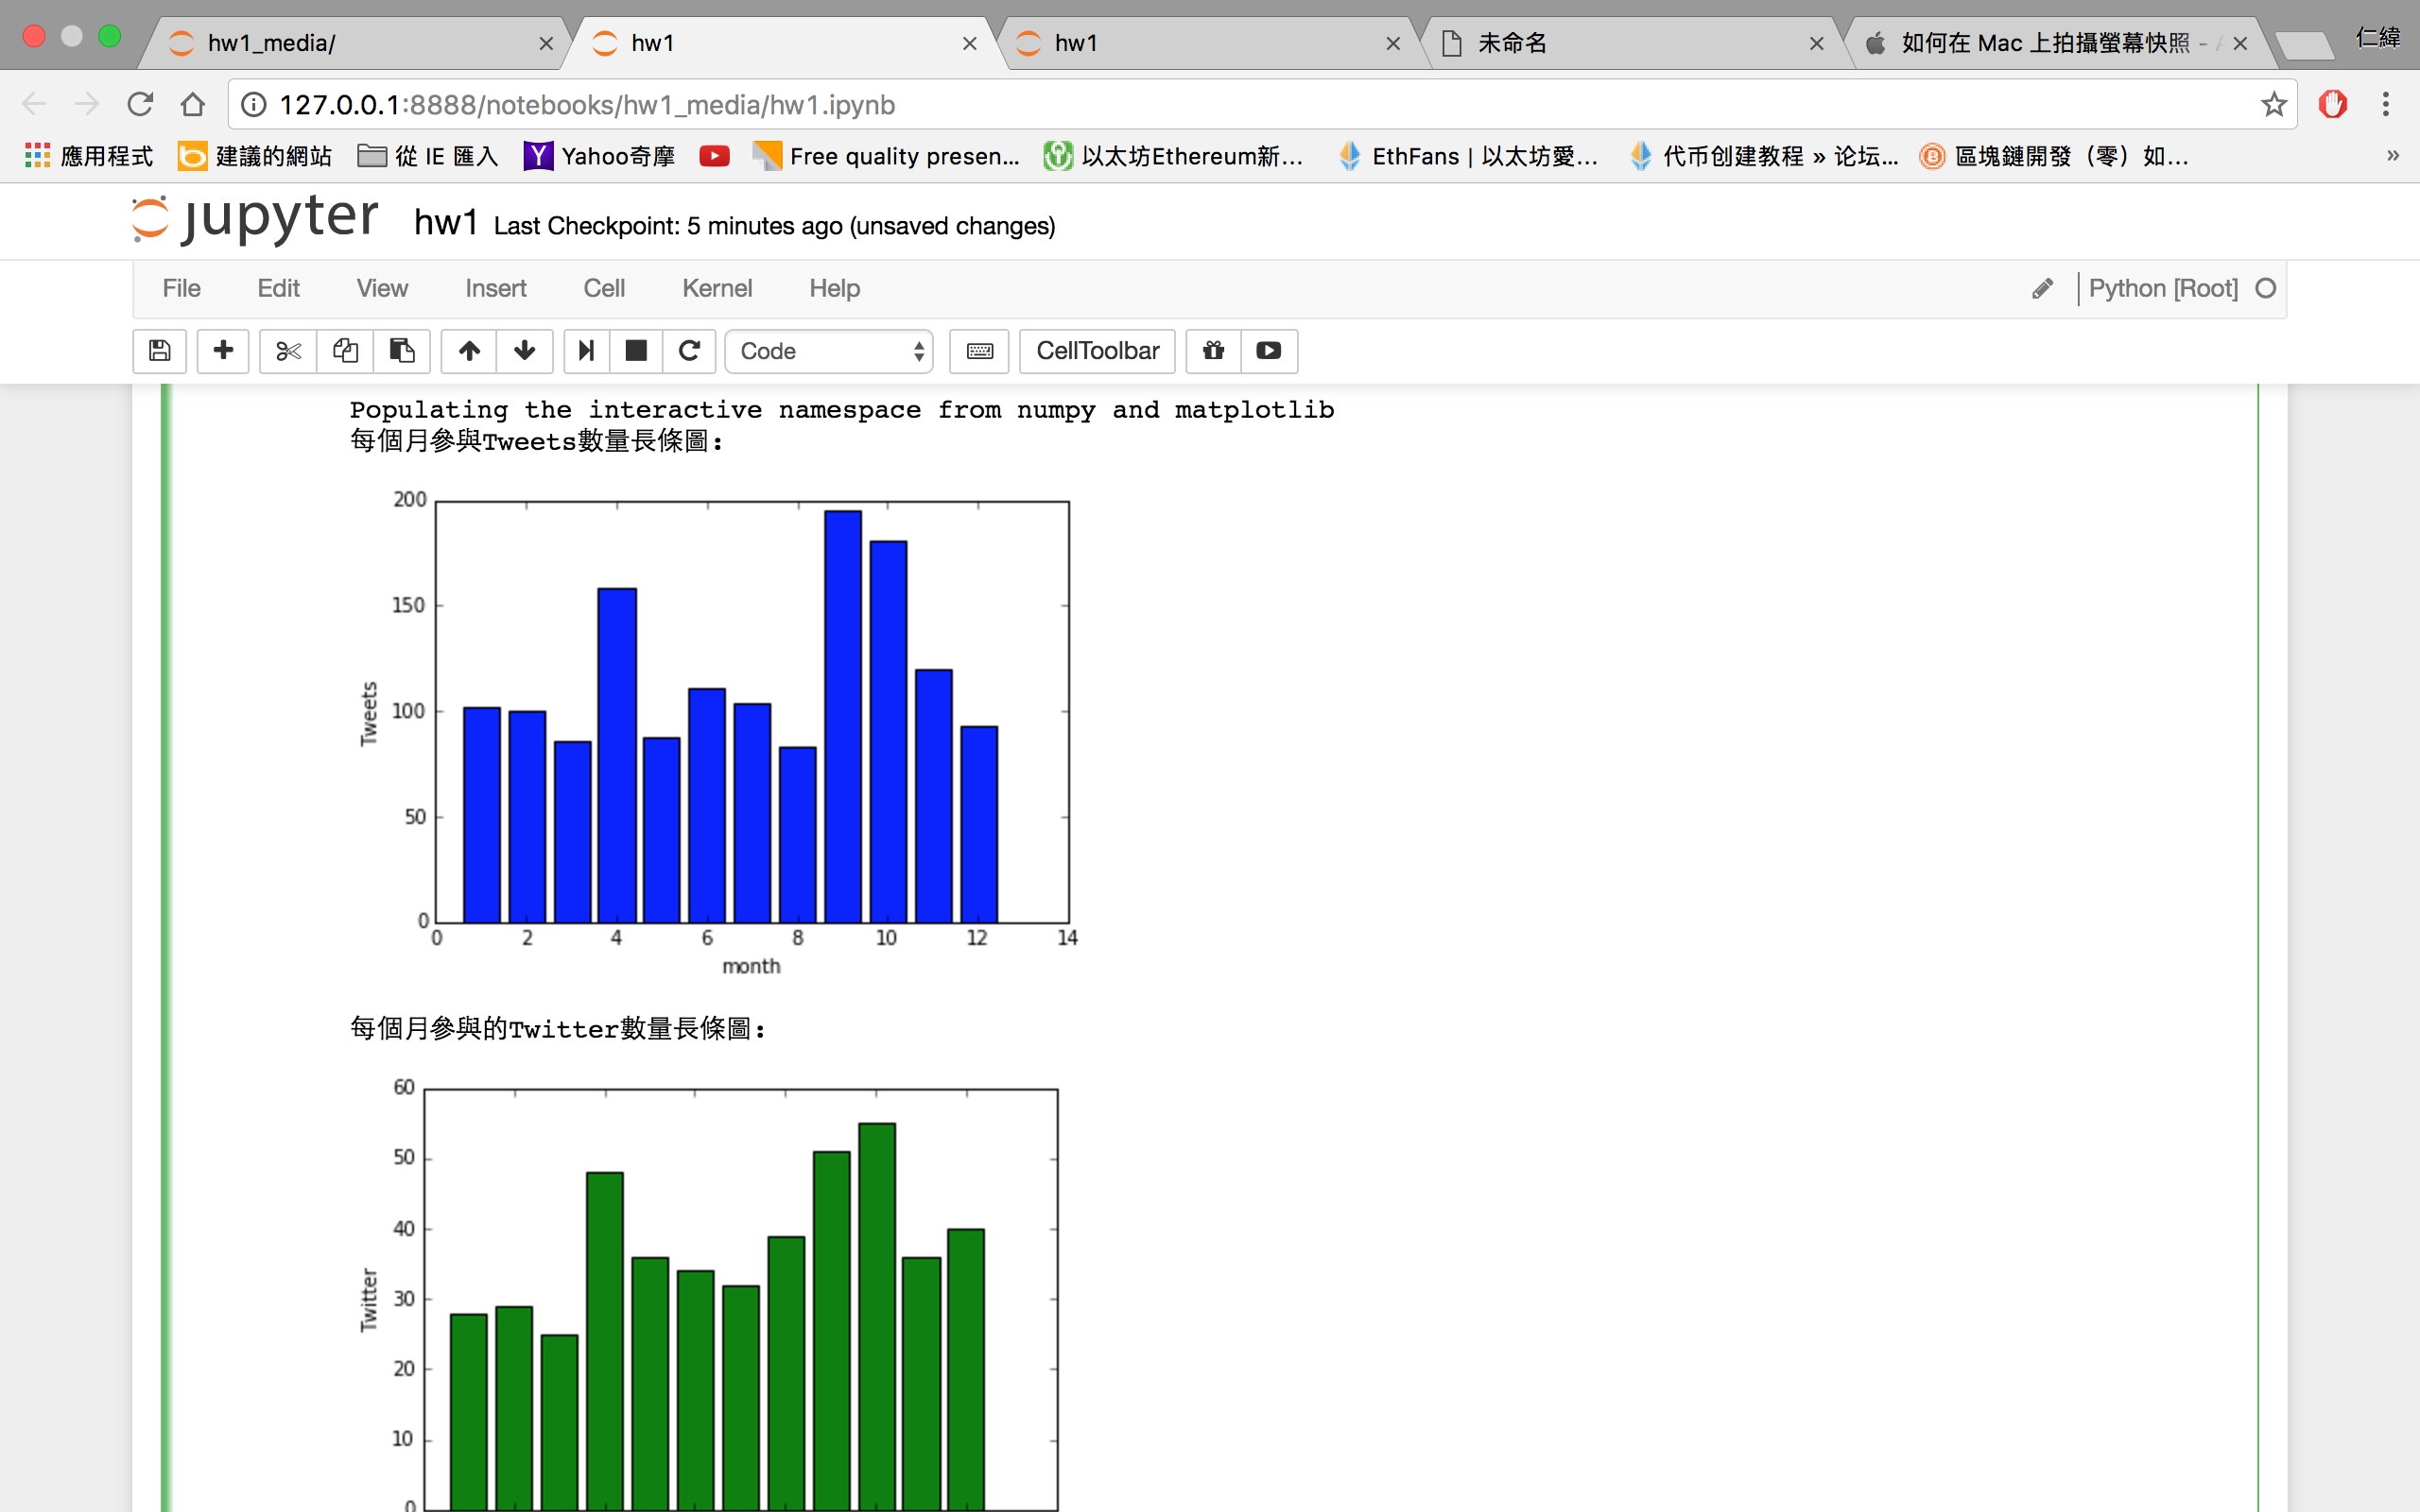 hw1_media/
hw1
hw1
未命名
如何在 Mac 上拍攝螢幕快照 -
仁緯
127.0.0.1:8888/notebooks/hw1_media/hw1.ipynb
應用程式
建議的網站
從 IE 匯入
Yahoo奇摩
Free quality presen...
以太坊Ethereum新...
EthFans | 以太坊愛...
代币创建教程 » 论坛...
區塊鏈開發（零）如...
»
jupyter hw1 Last Checkpoint: 5 minutes ago (unsaved changes)
File Edit View Insert Cell Kernel Help
Python [Root]
Code
CellToolbar
Populating the interactive namespace from numpy and matplotlib
每個月參與Tweets數量長條圖:
200
150
100
50
0
Tweets
0 2 4 6 8 10 12 14
month
每個月參與的Twitter數量長條圖:
60
50
40
30
20
10
0
Twitter